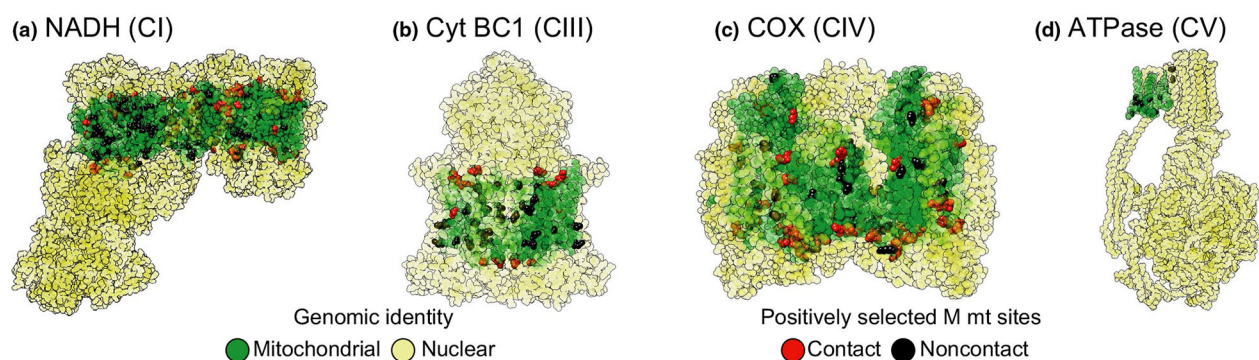 (a) NADH (CI)
(b) Cyt BC1 (CIII)
(c) COX (CIV)
(d) ATPase (CV)
Genomic identity
Mitochondrial Nuclear
Positively selected M mt sites
Contact Noncontact